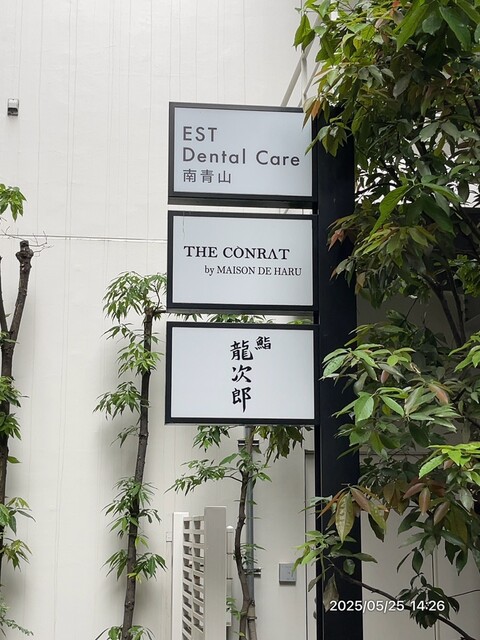 EST
Dental Care
南青山
THE CONRAT
by MAISON DE HARU
鮨
龍次郎
2025/05/25 14:26